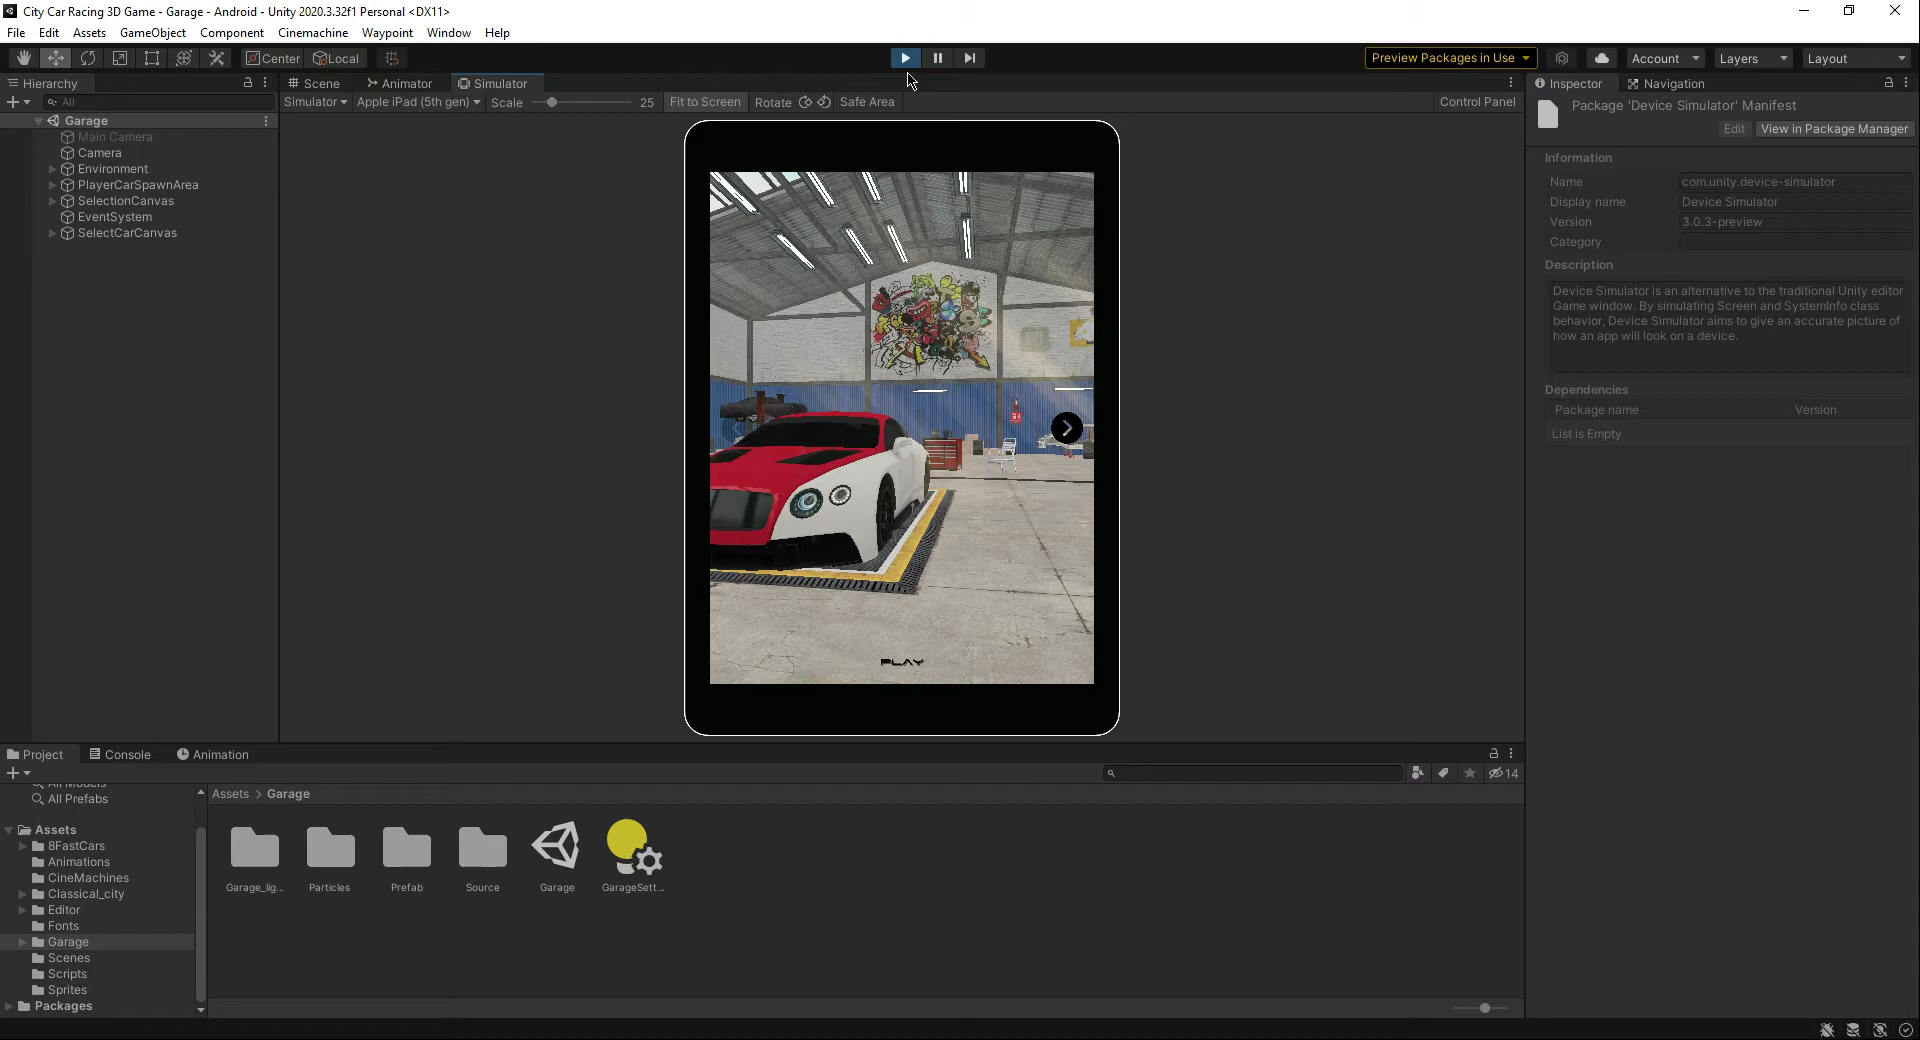 City Car Racing 3D Game - Garage - Android - Unity 2020.3.32f1 Personal <DX11>
File Edit Assets GameObject Component Cinemachine Waypoint Window Help
Center Local
Preview Packages in Use
Account
Layers
Layout
Hierarchy
All
Garage
Main Camera
Camera
Environment
PlayerCarSpawnArea
SelectionCanvas
EventSystem
SelectCarCanvas
Scene
Animator
Simulator
Simulator Apple iPad (5th gen) Scale 25 Fit to Screen Rotate Safe Area
Control Panel
PLAY
Inspector
Navigation
Package 'Device Simulator' Manifest
Edit
View in Package Manager
Information
Name com.unity.device-simulator
Display name Device Simulator
Version 3.0.3-preview
Category
Description
Device Simulator is an alternative to the traditional Unity editor
Game window. By simulating Screen and SystemInfo class
behavior, Device Simulator aims to give an accurate picture of
how an app will look on a device.
Dependencies
Package name Version
List is Empty
Project
Console
Animation
14
All Models
All Prefabs
Assets
8FastCars
Animations
CineMachines
Classical_city
Editor
Fonts
Garage
Scenes
Scripts
Sprites
Packages
Assets > Garage
Garage_lig...
Particles
Prefab
Source
Garage
GarageSett...